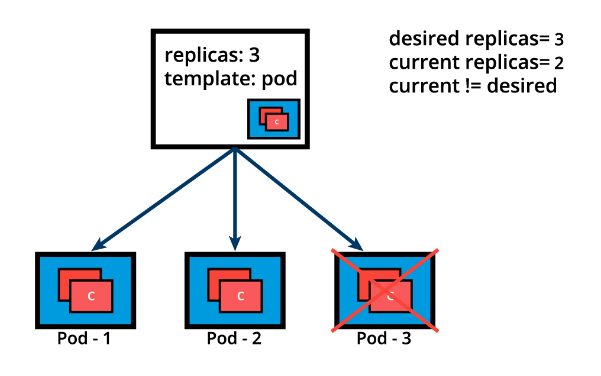 replicas: 3
template: pod
C
desired replicas= 3
current replicas= 2
current != desired
C
C
C
Pod - 1
Pod - 2
Pod - 3